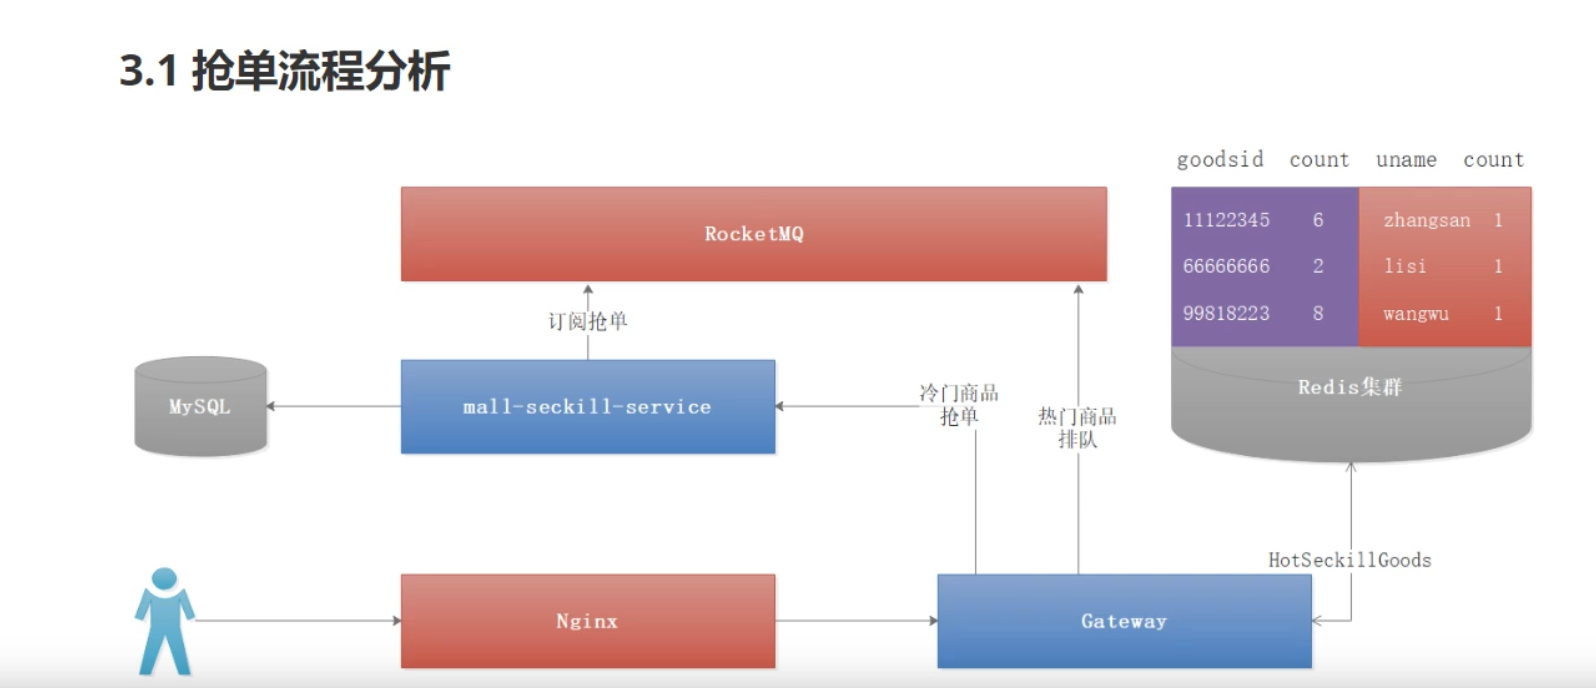 3.1 抢单流程分析
goodsid count uname count
RocketMQ
11122345 6 zhangsan 1
66666666 2 lisi 1
99818223 8 wangwu 1
订阅抢单
Redis集群
MySQL
mall-seckill-service
冷门商品
抢单
热门商品
排队
HotSeckillGoods
Nginx
Gateway